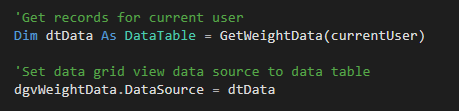 'Get records for current user
Dim dtData As DataTable = GetWeightData(currentUser)
'Set data grid view data source to data table
dgvWeightData.DataSource = dtData